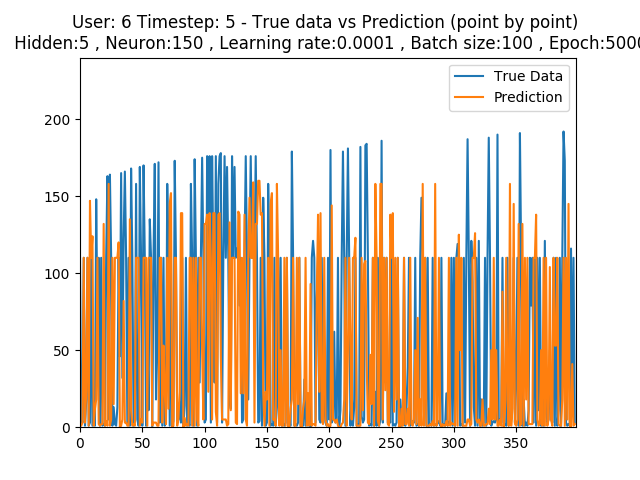 User: 6 Timestep: 5 - True data vs Prediction (point by point)
Hidden:5 , Neuron:150 , Learning rate:0.0001 , Batch size:100 , Epoch:5000
True Data
Prediction
200
150
100
50
0
0 50 100 150 200 250 300 350